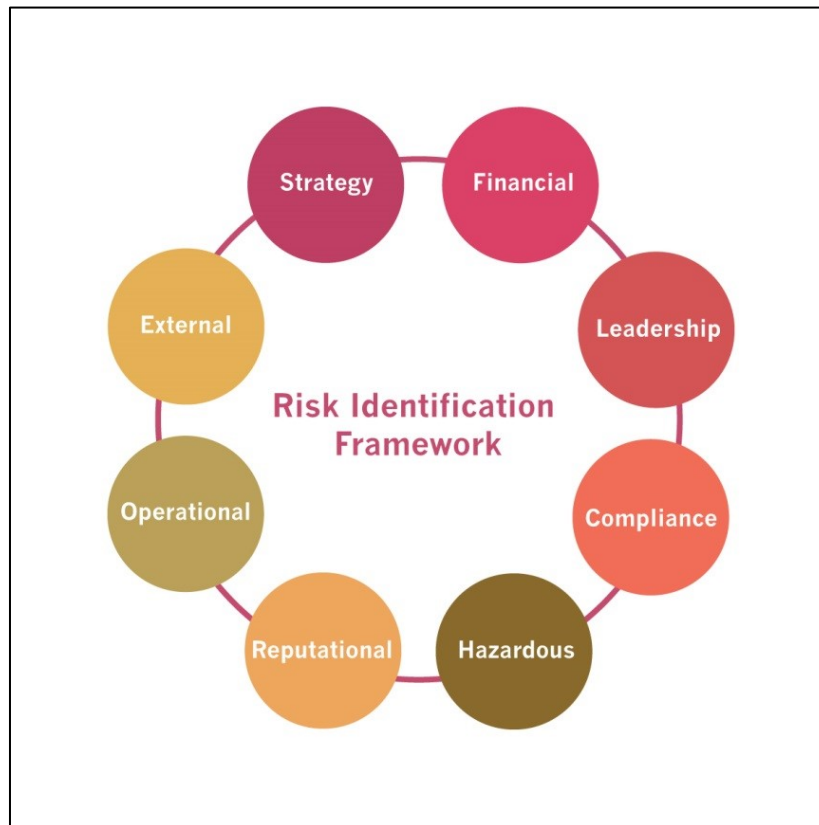 Strategy
Financial
External
Leadership
Risk Identification
Framework
Operational
Compliance
Reputational
Hazardous